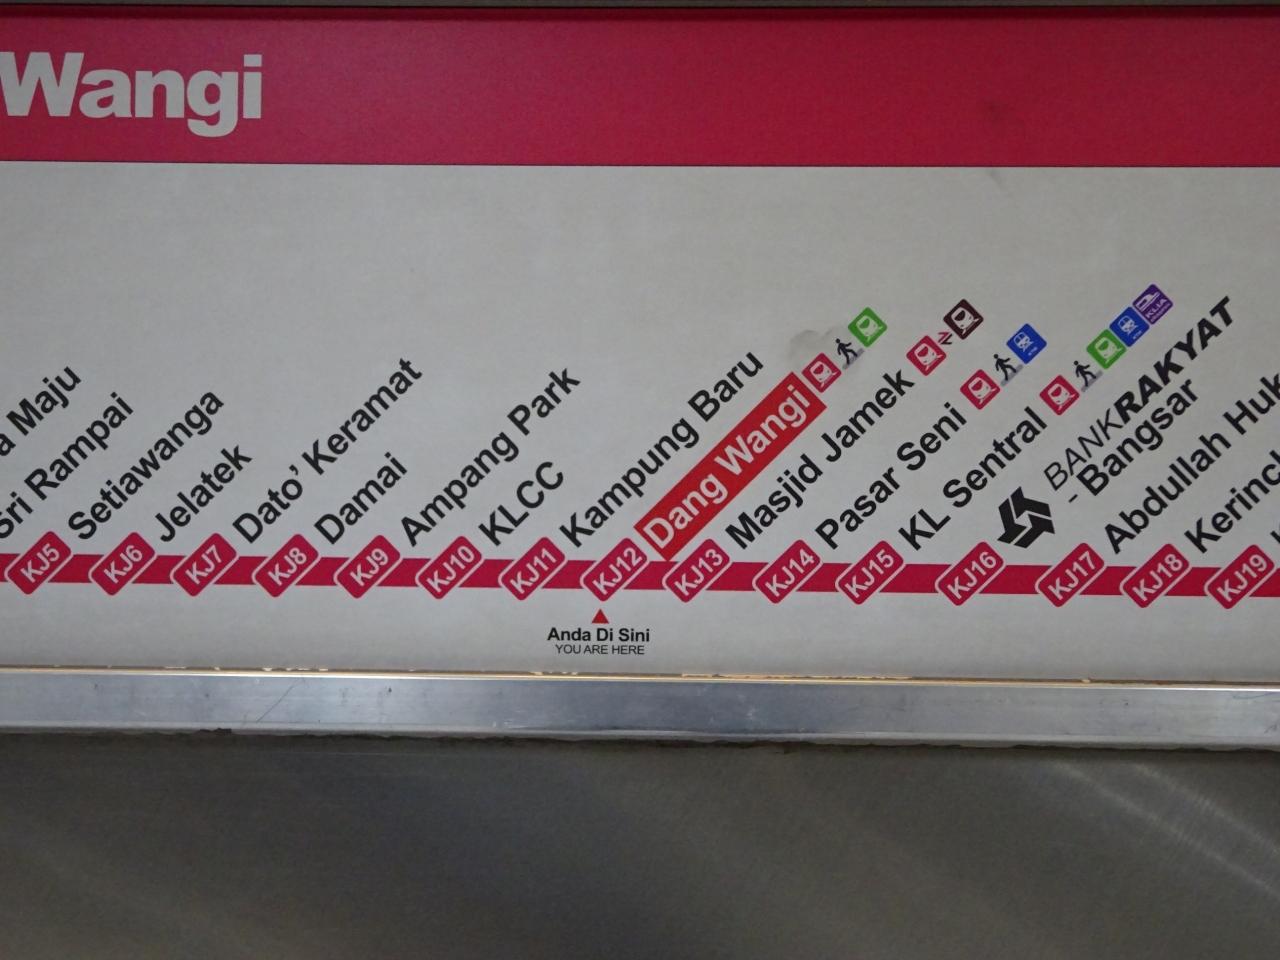 Wangi
a Maju
Sri Rampai
Setiawangsa
Jelatek
Dato' Keramat
Damai
Ampang Park
KLCC
Kampung Baru
Dang Wangi
Masjid Jamek
Pasar Seni
KL Sentral
KLIA
BANKRAKYAT
- Bangsar
Abdullah Huk
Kerinch
KJ5
KJ6
KJ7
KJ8
KJ9
KJ10
KJ11
KJ12
KJ13
KJ14
KJ15
KJ16
KJ17
KJ18
KJ19
Anda Di Sini
YOU ARE HERE